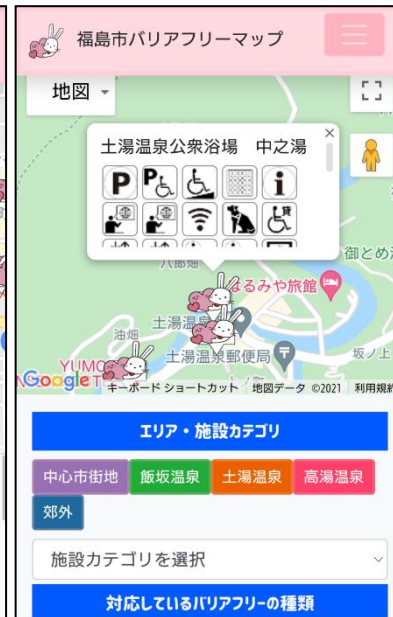 福島市バリアフリーマップ
地図
土湯温泉公衆浴場 中之湯
P P i
八郎畑
御とめ
はるみや旅館
土湯温泉
油畑
土湯温泉郵便局
坂ノ上
YUMO
Google
キーボード ショートカット 地図データ ©2021 利用規約
エリア・施設カテゴリ
中心市街地 飯坂温泉 土湯温泉 高湯温泉
郊外
施設カテゴリを選択
対応しているバリアフリーの種類